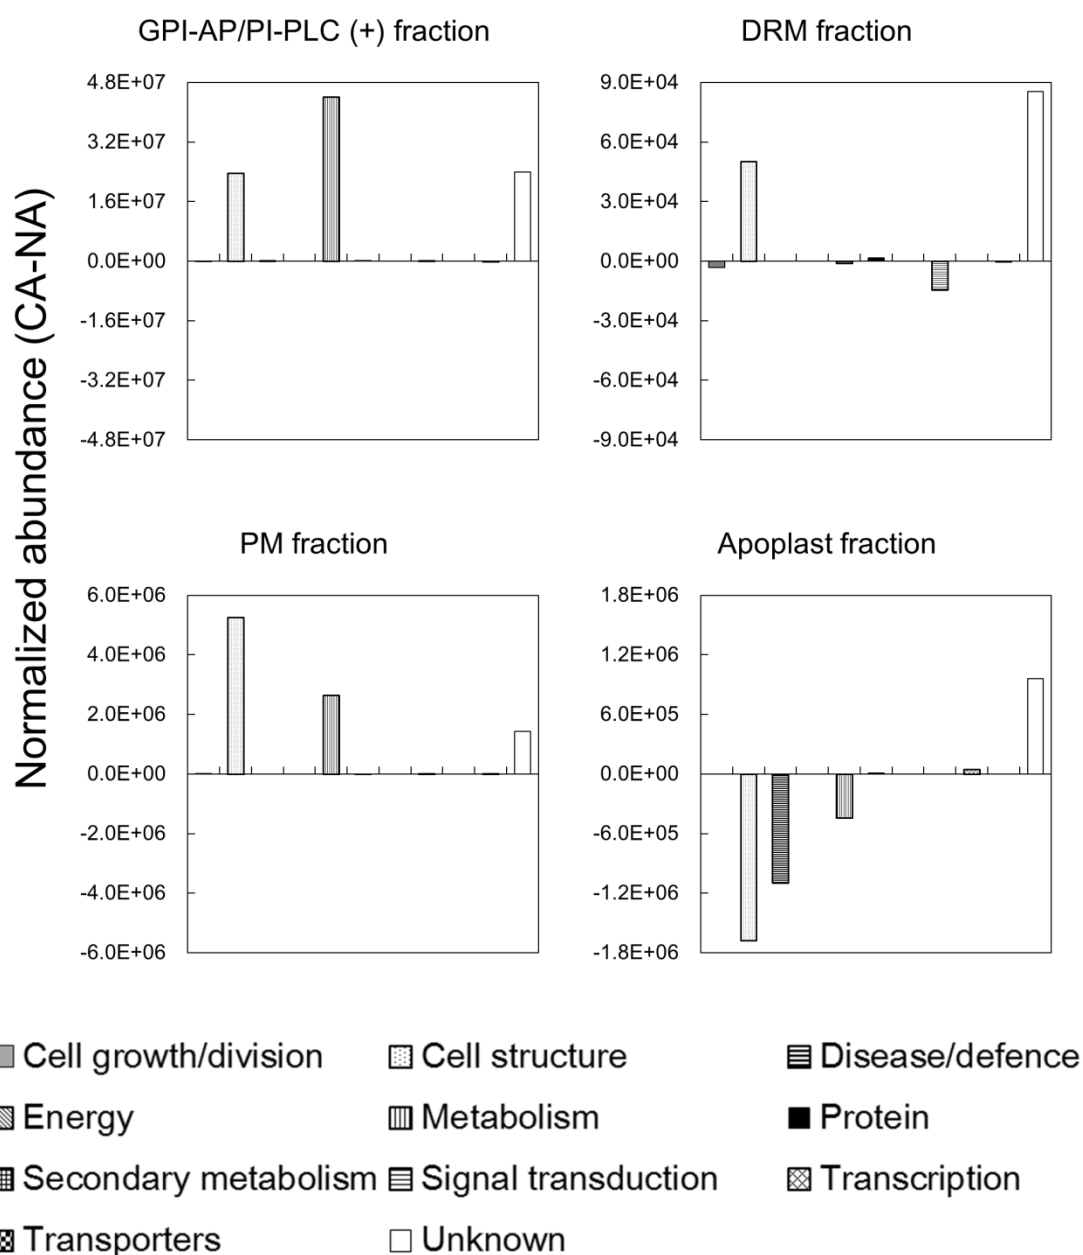 GPI-AP/PI-PLC (+) fraction
4.8E+07
3.2E+07
1.6E+07
0.0E+00
-1.6E+07
-3.2E+07
-4.8E+07
DRM fraction
9.0E+04
6.0E+04
3.0E+04
0.0E+00
-3.0E+04
-6.0E+04
-9.0E+04
Normalized abundance (CA-NA)
PM fraction
6.0E+06
4.0E+06
2.0E+06
0.0E+00
-2.0E+06
-4.0E+06
-6.0E+06
Apoplast fraction
1.8E+06
1.2E+06
6.0E+05
0.0E+00
-6.0E+05
-1.2E+06
-1.8E+06
Cell growth/division Cell structure Disease/defence
Energy Metabolism Protein
Secondary metabolism Signal transduction Transcription
Transporters Unknown